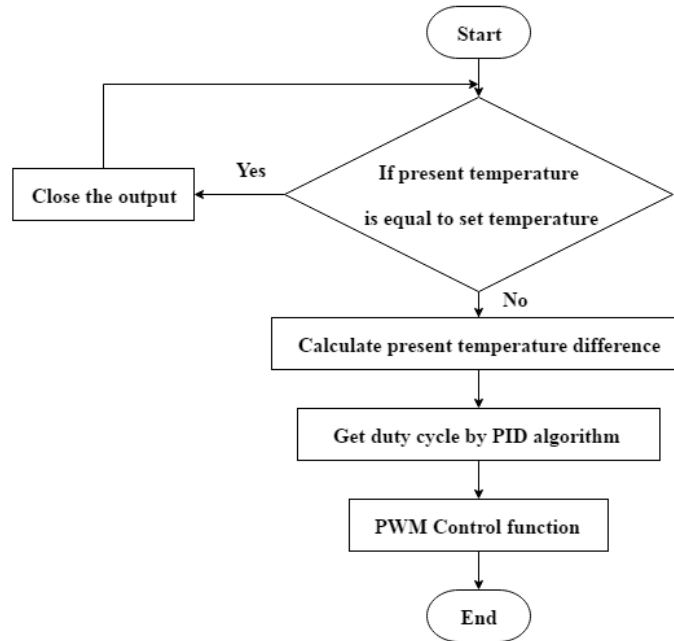 Start
If present temperature
is equal to set temperature
Yes
Close the output
No
Calculate present temperature difference
Get duty cycle by PID algorithm
PWM Control function
End